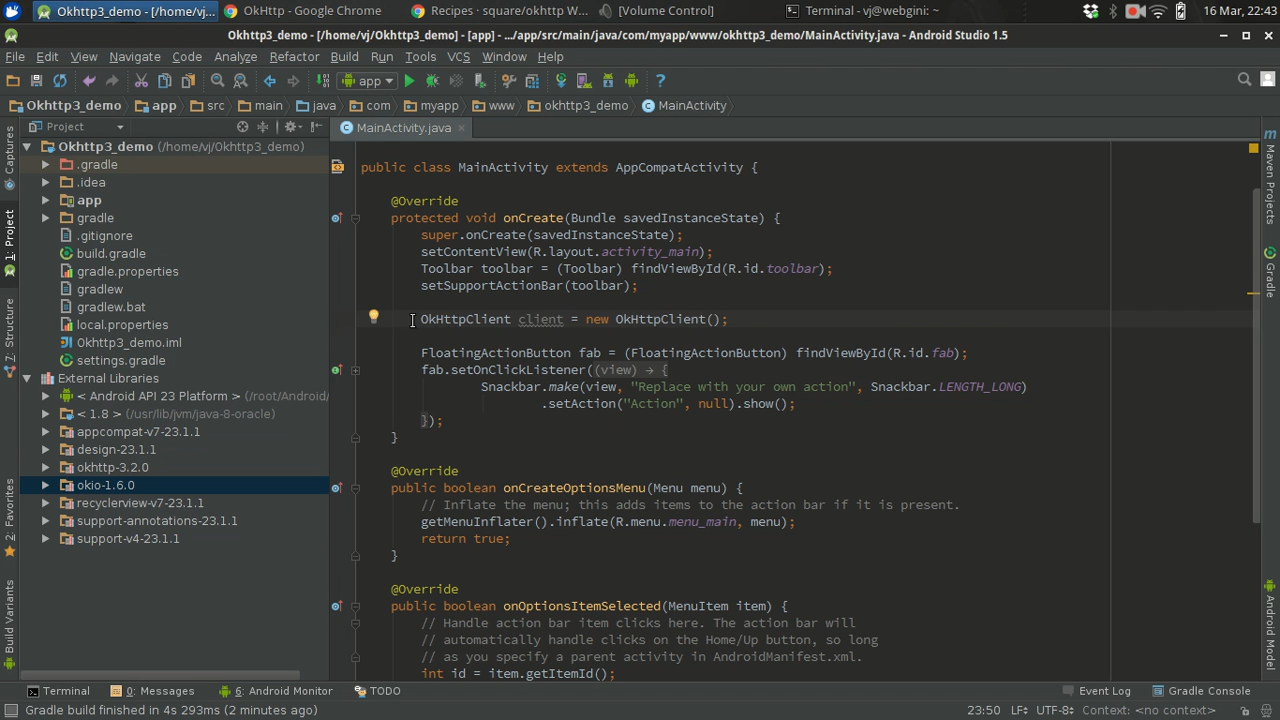 Okhttp3_demo - [/home/vj/...
OkHttp - Google Chrome
Recipes · square/okhttp W...
[Volume Control]
Terminal - vj@webgini: ~
16 Mar, 22:43
Okhttp3_demo - [/home/vj/Okhttp3_demo] - [app] - .../app/src/main/java/com/myapp/www/okhttp3_demo/MainActivity.java - Android Studio 1.5
File Edit View Navigate Code Analyze Refactor Build Run Tools VCS Window Help
app
Okhttp3_demo app src main java com myapp www okhttp3_demo MainActivity
Project
MainActivity.java
Captures
1: Project
7: Structure
2: Favorites
Build Variants
Okhttp3_demo (/home/vj/Okhttp3_demo)
.gradle
.idea
app
gradle
.gitignore
build.gradle
gradle.properties
gradlew
gradlew.bat
local.properties
Okhttp3_demo.iml
settings.gradle
External Libraries
< Android API 23 Platform > (/root/Android/
< 1.8 > (/usr/lib/jvm/java-8-oracle)
appcompat-v7-23.1.1
design-23.1.1
okhttp-3.2.0
okio-1.6.0
recyclerview-v7-23.1.1
support-annotations-23.1.1
support-v4-23.1.1
public class MainActivity extends AppCompatActivity {
@Override
protected void onCreate(Bundle savedInstanceState) {
super.onCreate(savedInstanceState);
setContentView(R.layout.activity_main);
Toolbar toolbar = (Toolbar) findViewById(R.id.toolbar);
setSupportActionBar(toolbar);
OkHttpClient client = new OkHttpClient();
FloatingActionButton fab = (FloatingActionButton) findViewById(R.id.fab);
fab.setOnClickListener((view) → {
Snackbar.make(view, "Replace with your own action", Snackbar.LENGTH_LONG)
.setAction("Action", null).show();
});
}
@Override
public boolean onCreateOptionsMenu(Menu menu) {
// Inflate the menu; this adds items to the action bar if it is present.
getMenuInflater().inflate(R.menu.menu_main, menu);
return true;
}
@Override
public boolean onOptionsItemSelected(MenuItem item) {
// Handle action bar item clicks here. The action bar will
// automatically handle clicks on the Home/Up button, so long
// as you specify a parent activity in AndroidManifest.xml.
int id = item.getItemId();
Maven Projects
Gradle
Android Model
Terminal
0: Messages
6: Android Monitor
TODO
Event Log
Gradle Console
Gradle build finished in 4s 293ms (2 minutes ago)
23:50 LF÷ UTF-8÷ Context: <no context>